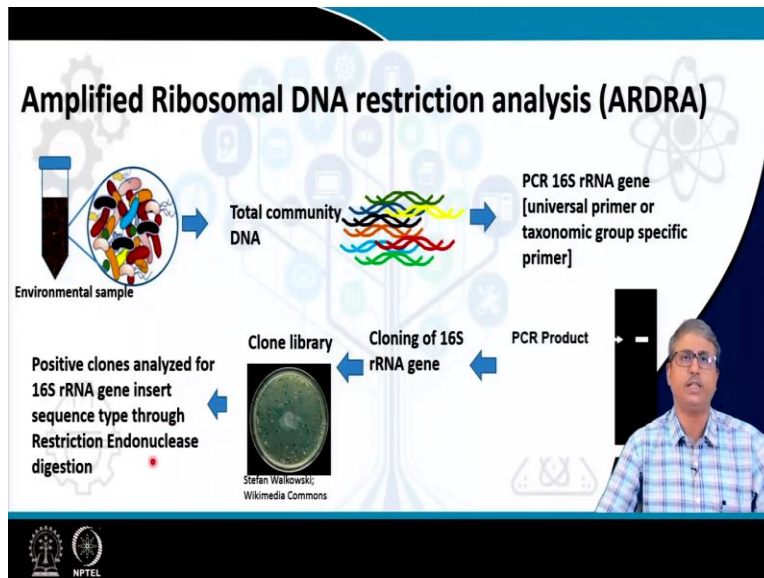 Amplified Ribosomal DNA restriction analysis (ARDRA)
Environmental sample
Total community
DNA
PCR 16S rRNA gene
[universal primer or
taxonomic group specific
primer]
PCR Product
Cloning of 16S
rRNA gene
Clone library
Stefan Walkowski;
Wikimedia Commons
Positive clones analyzed for
16S rRNA gene insert
sequence type through
Restriction Endonuclease
digestion
NPTEL